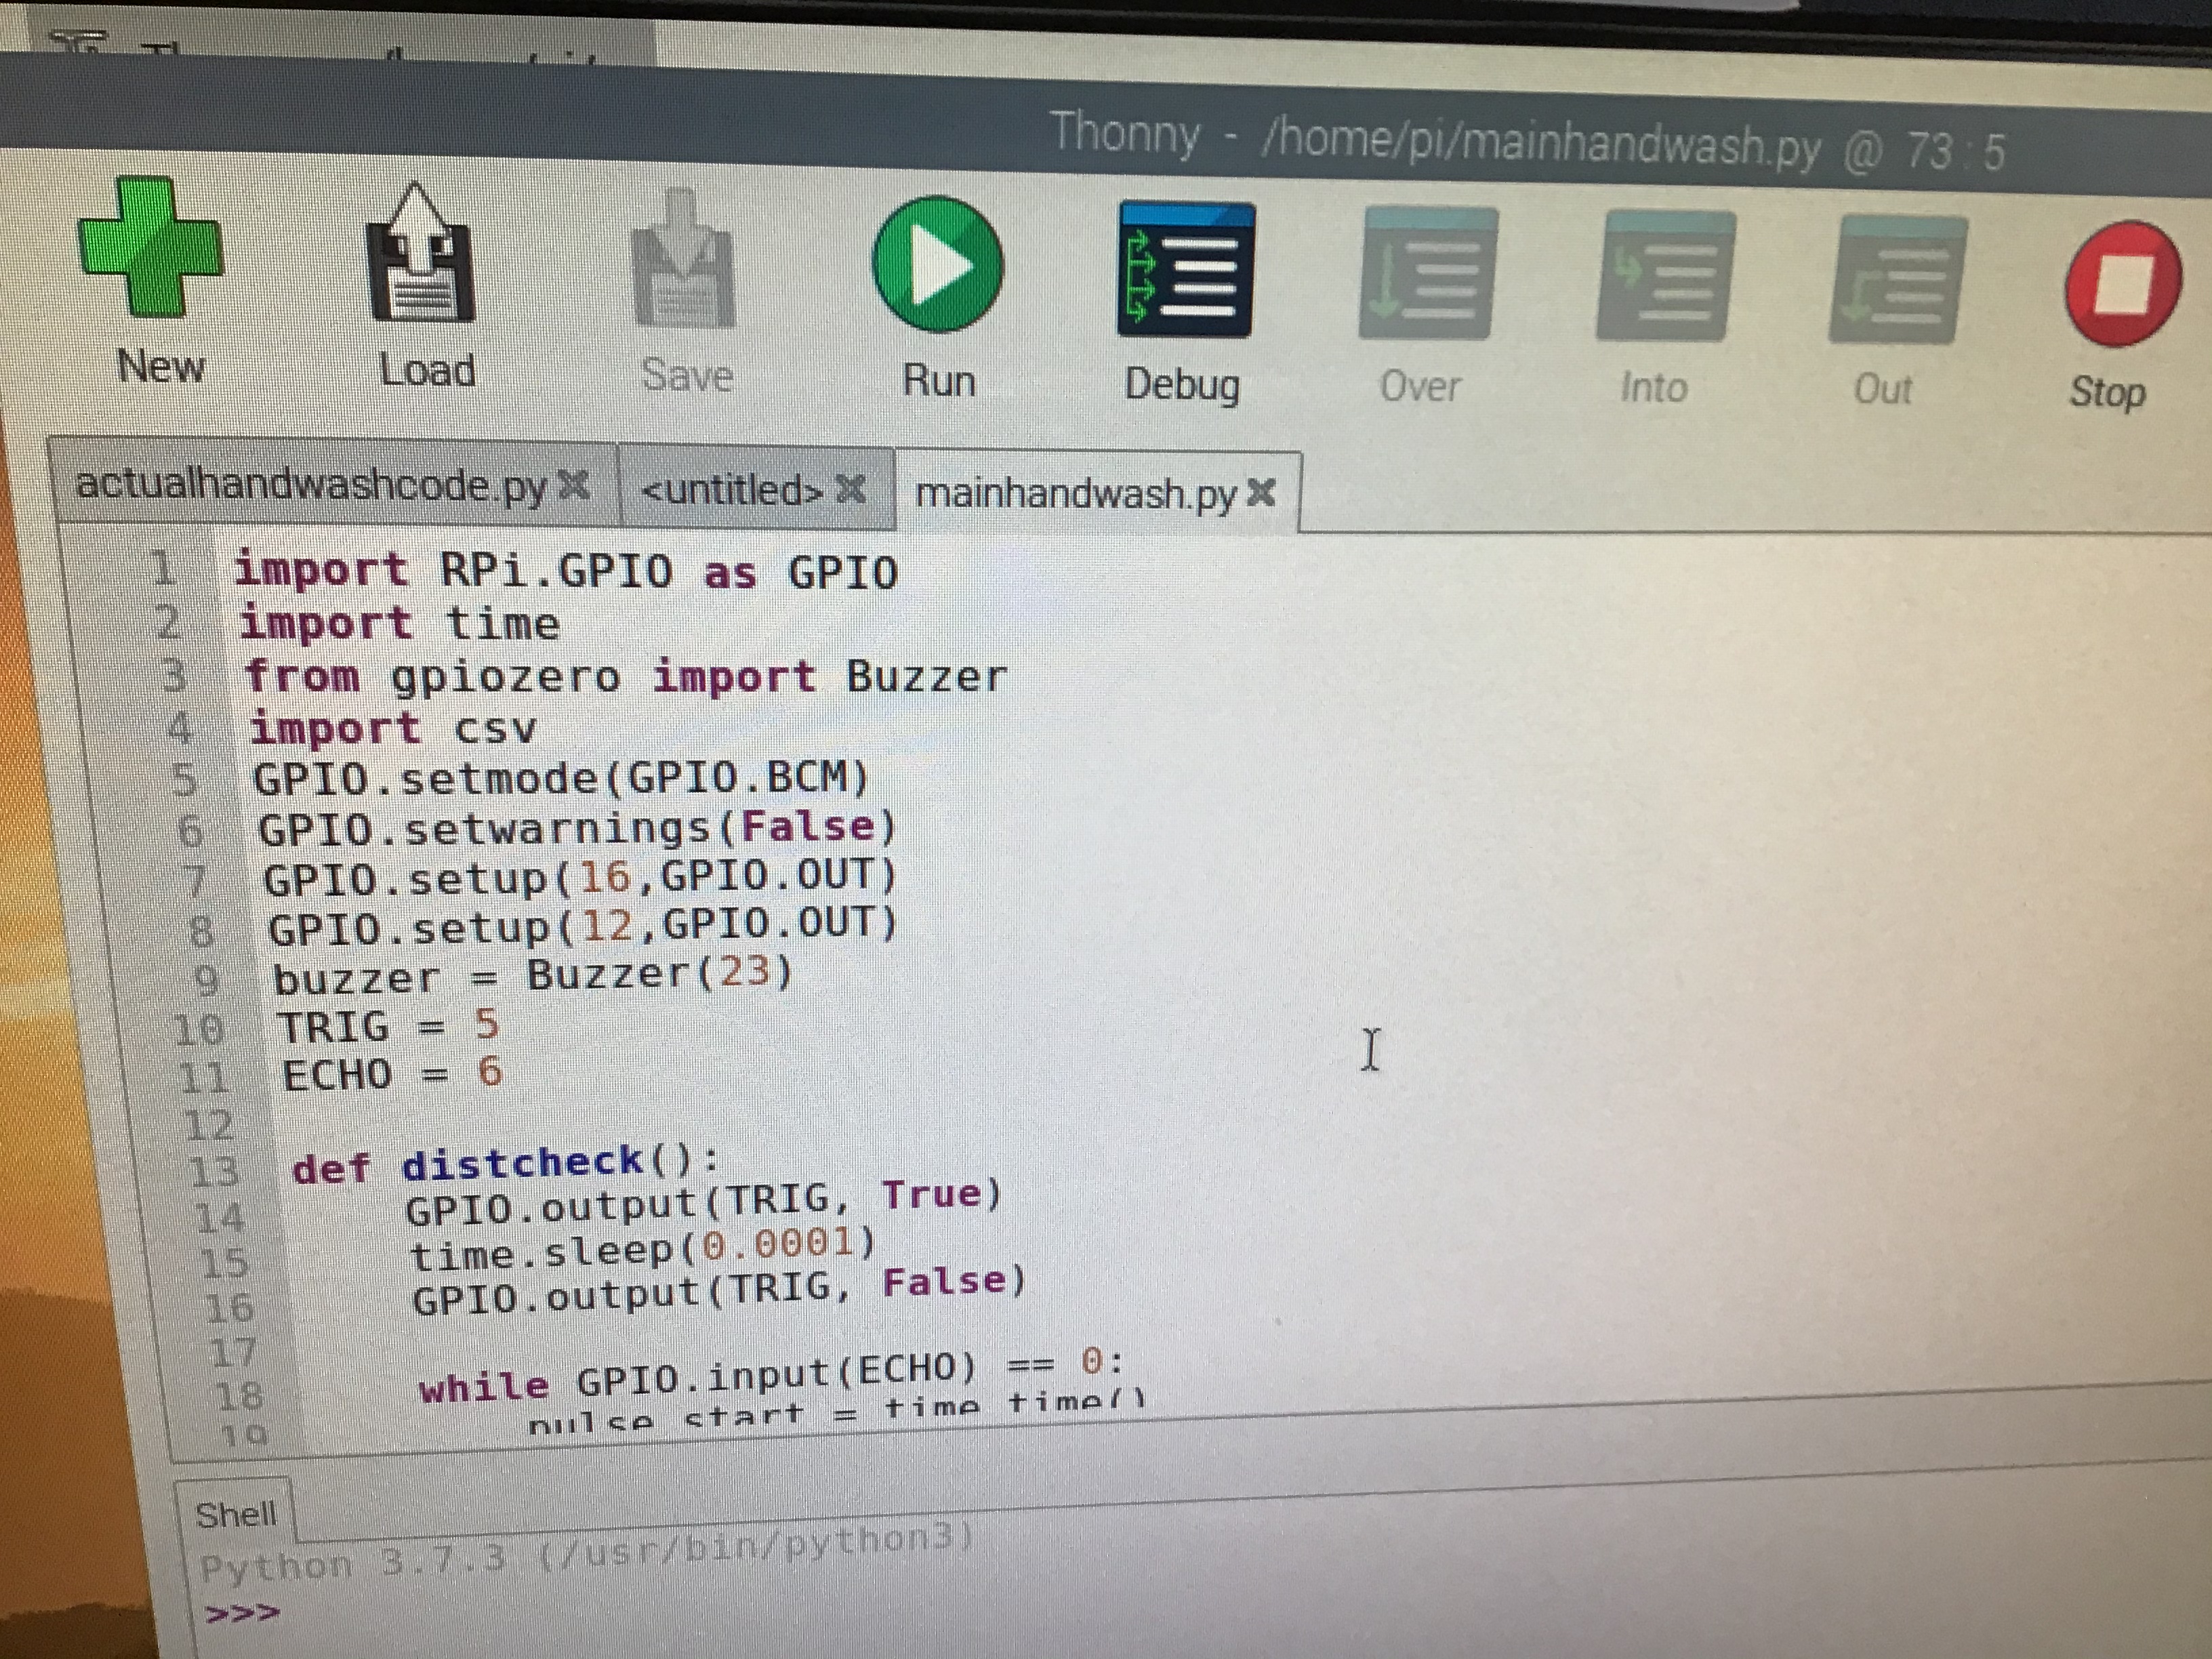 Thonny - /home/pi/mainhandwash.py @ 73:5
New Load Save Run Debug Over Into Out Stop
actualhandwashcode.py <untitled> mainhandwash.py
1 import RPi.GPIO as GPIO
2 import time
3 from gpiozero import Buzzer
4 import csv
5 GPIO.setmode(GPIO.BCM)
6 GPIO.setwarnings(False)
7 GPIO.setup(16,GPIO.OUT)
8 GPIO.setup(12,GPIO.OUT)
9 buzzer = Buzzer(23)
10 TRIG = 5
11 ECHO = 6
12
13 def distcheck():
14 GPIO.output(TRIG, True)
15 time.sleep(0.0001)
16 GPIO.output(TRIG, False)
17
18 while GPIO.input(ECHO) == 0:
19 pulse_start = time.time()
Shell
Python 3.7.3 (/usr/bin/python3)
>>>